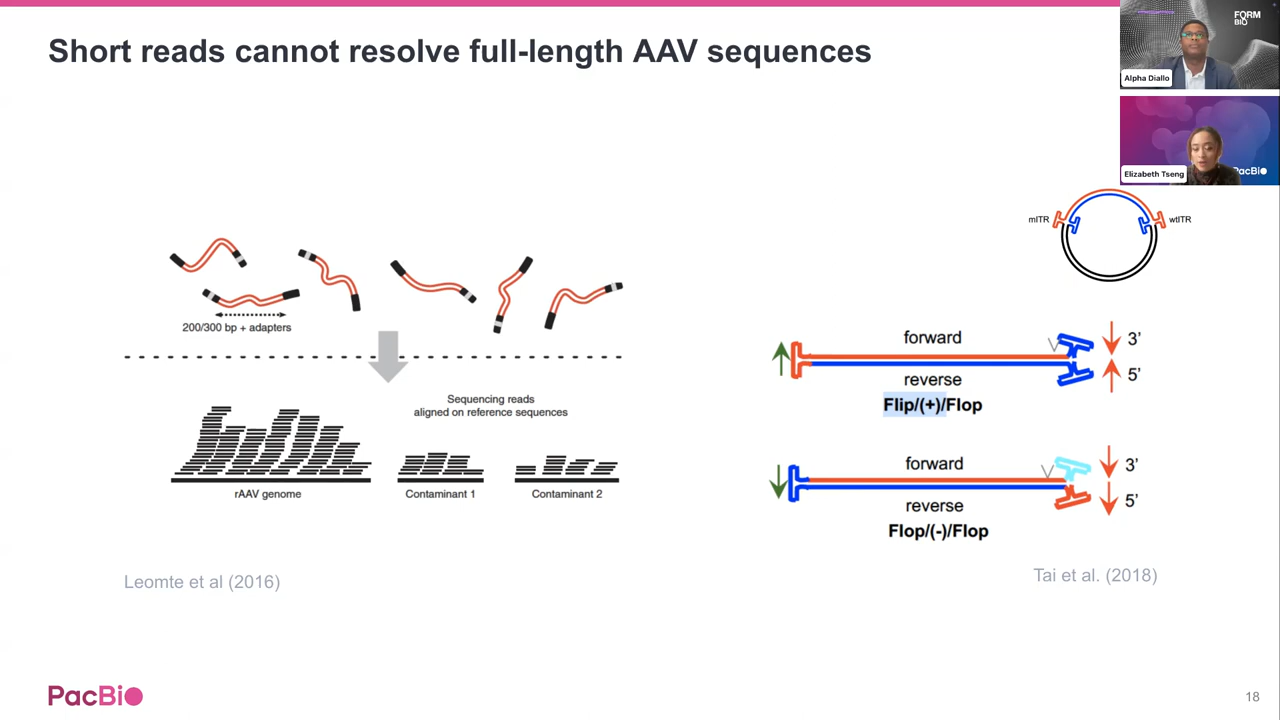 Short reads cannot resolve full-length AAV sequences
FORM
BIO
Alpha Diallo
Elizabeth Tseng
PacBio
mITR
wtITR
200/300 bp + adapters
Sequencing reads
aligned on reference sequences
rAAV genome
Contaminant 1
Contaminant 2
Leomte et al (2016)
forward
3’
reverse
5’
Flip/(+)/Flop
forward
3’
reverse
5’
Flop/(-)/Flop
Tai et al. (2018)
PacBio
18